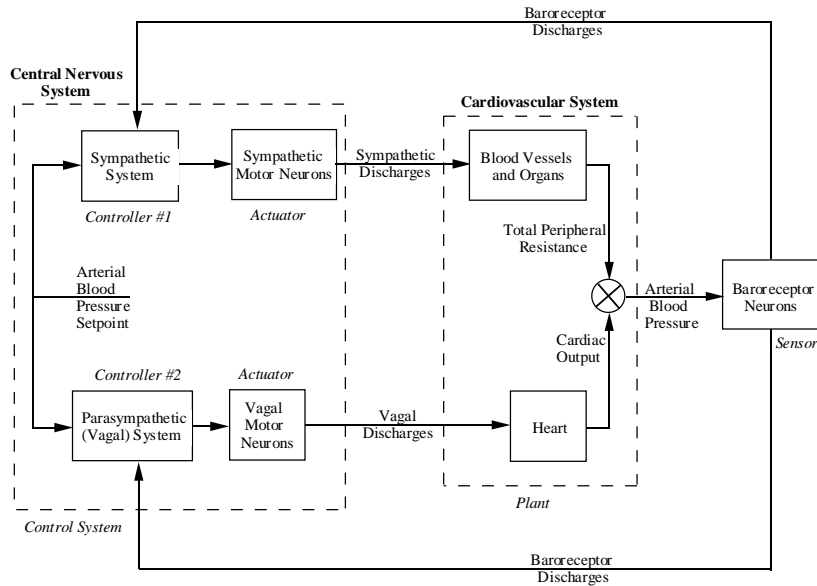 Baroreceptor
Discharges
Central Nervous
System
Cardiovascular System
Sympathetic
System
Sympathetic
Motor Neurons
Sympathetic
Discharges
Blood Vessels
and Organs
Controller #1
Actuator
Total Peripheral
Resistance
Arterial
Blood
Pressure
Setpoint
Arterial
Blood
Pressure
Baroreceptor
Neurons
Sensor
Cardiac
Output
Controller #2
Actuator
Parasympathetic
(Vagal) System
Vagal
Motor
Neurons
Vagal
Discharges
Heart
Plant
Control System
Baroreceptor
Discharges